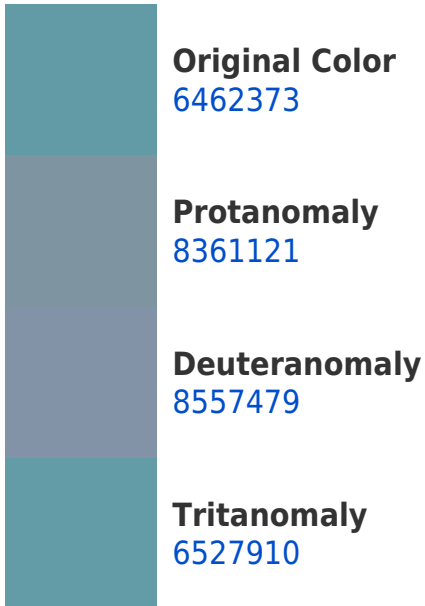 Original Color
6462373
Protanomaly
8361121
Deuteranomaly
8557479
Tritanomaly
6527910